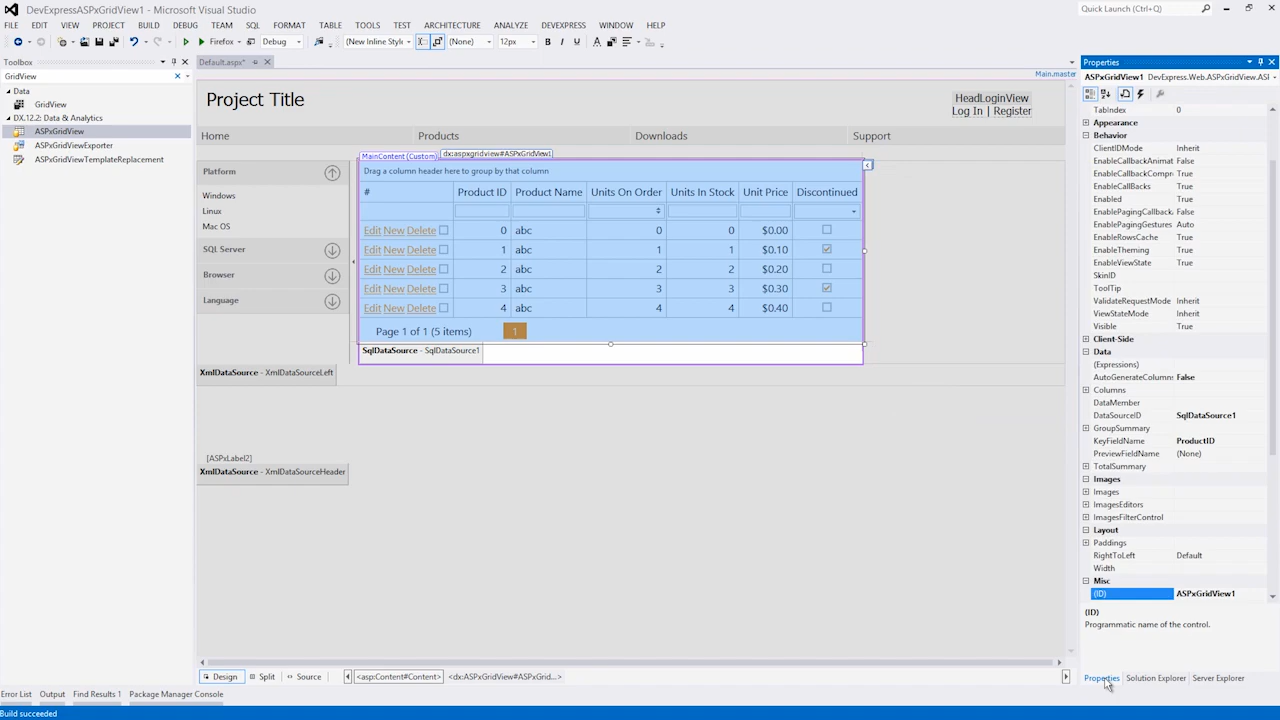 DevExpressASPxGridView1 - Microsoft Visual Studio
Quick Launch (Ctrl+Q)
FILE EDIT VIEW PROJECT BUILD DEBUG TEAM SQL FORMAT TABLE TOOLS TEST ARCHITECTURE ANALYZE DEVEXPRESS WINDOW HELP
Firefox Debug (New Inline Style) (None) 12px
Toolbox
GridView
Data
GridView
DX.12.2: Data & Analytics
ASPxGridView
ASPxGridViewExporter
ASPxGridViewTemplateReplacement
Default.aspx*
Main.master
Project Title
HeadLoginView
Log In | Register
Home Products Downloads Support
MainContent (Custom) dx:aspxgridview#ASPxGridView1
Platform
Windows
Linux
Mac OS
SQL Server
Browser
Language
Drag a column header here to group by that column
# Product ID Product Name Units On Order Units In Stock Unit Price Discontinued
Edit New Delete 0 abc 0 0 $0.00
Edit New Delete 1 abc 1 1 $0.10
Edit New Delete 2 abc 2 2 $0.20
Edit New Delete 3 abc 3 3 $0.30
Edit New Delete 4 abc 4 4 $0.40
Page 1 of 1 (5 items) 1
SqlDataSource - SqlDataSource1
XmlDataSource - XmlDataSourceLeft
[ASPxLabel2]
XmlDataSource - XmlDataSourceHeader
Design Split Source <asp:Content#Content> <dx:ASPxGridView#ASPxGrid...>
Error List Output Find Results 1 Package Manager Console
Build succeeded
Properties
ASPxGridView1 DevExpress.Web.ASPxGridView.ASI
TabIndex 0
Appearance
Behavior
ClientIDMode Inherit
EnableCallbackAnimat False
EnableCallbackCompre False
EnableCallBacks True
Enabled True
EnablePagingCallback False
EnablePagingGestures Auto
EnableRowsCache True
EnableTheming True
EnableViewState True
SkinID
ToolTip
ValidateRequestMode Inherit
ViewStateMode Inherit
Visible True
Client-Side
Data
(Expressions)
AutoGenerateColumns False
Columns
DataMember
DataSourceID SqlDataSource1
GroupSummary
KeyFieldName ProductID
PreviewFieldName (None)
TotalSummary
Images
Images
ImagesEditors
ImagesFilterControl
Layout
Paddings
RightToLeft Default
Width
Misc
(ID) ASPxGridView1
(ID)
Programmatic name of the control.
Properties Solution Explorer Server Explorer